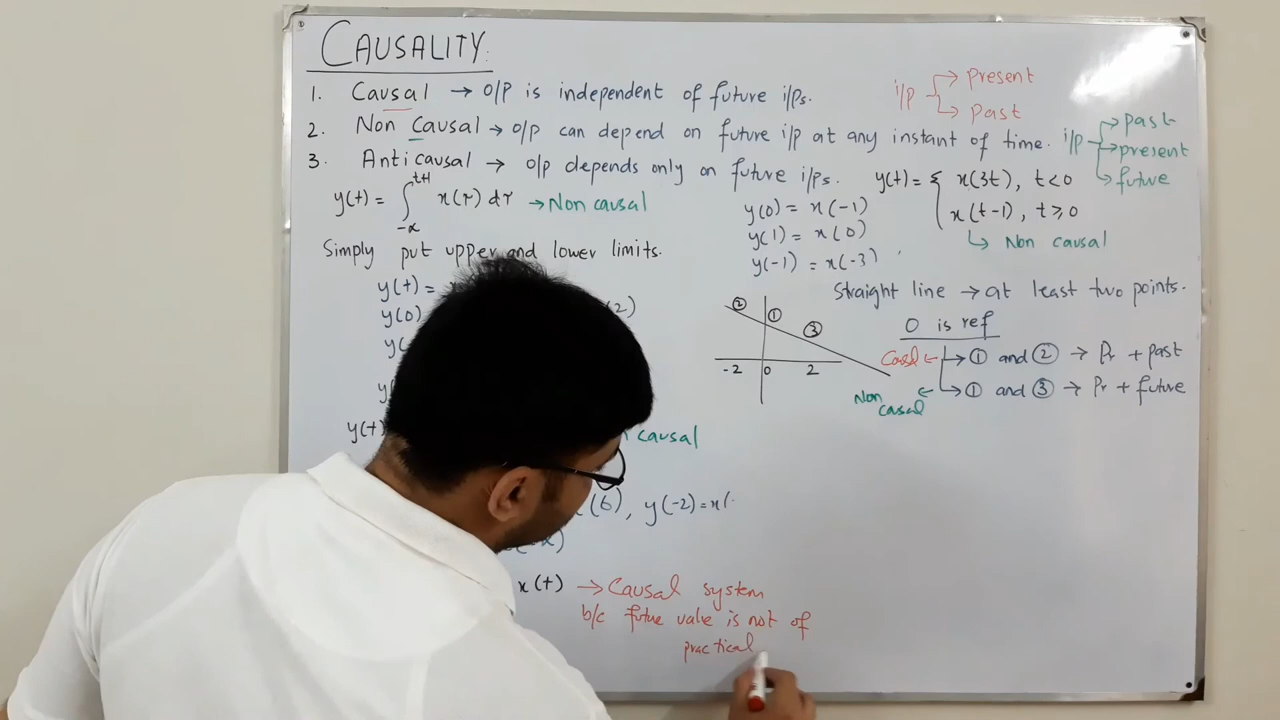 CAUSALITY.
1. Causal → O/P is independent of future i/ps.
i/p → present
→ past
2. Non Causal → O/p can depend on future i/p at any instant of time.
i/p → past
→ present
→ future
3. Anticausal → O/p depends only on future i/ps.
y(t) = ∫ t+1 -∝ x(τ) dτ → Non causal
Simply put upper and lower limits.
y(t) =
y(0)
(2)
y(t)
causal
(6), y(-2) = x(
x(t) → Causal system
b/c future value is not of
practical
y(0) = x(-1)
y(1) = x(0)
y(-1) = x(-3)
y(t) = { x(3t), t<0
x(t-1), t≥0
↳ Non causal
Straight line → at least two points.
② ① ③
-2 0 2
0 is ref
Causal ← → ① and ② → Pr + past
Non causal ← → ① and ③ → Pr + future